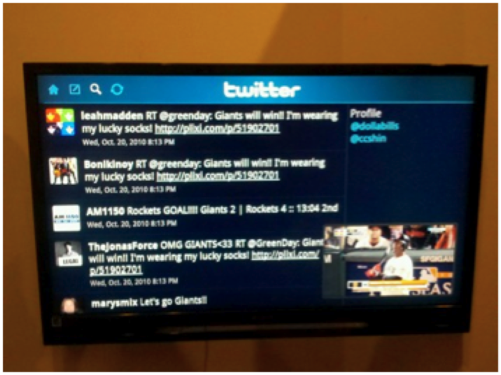 twitter
leahmadden RT @greenday: Giants will win!! I'm wearing
my lucky socks! http://plixi.com/p/51902701
Wed, Oct. 20, 2010 8:13 PM
Profile
@dollabills
@ccshin
Bonikinoy RT @greenday: Giants will win!! I'm wearing
my lucky socks! http://plixi.com/p/51902701
Wed, Oct. 20, 2010 8:13 PM
AM1150 Rockets GOAL!!!! Giants 2 | Rockets 4 :: 13:04 2nd
Wed, Oct. 20, 2010 8:13 PM
TheJonasForce OMG GIANTS<33 RT @GreenDay: Giant
will win!! I'm wearing my lucky socks! http://plixi.com/
p/51902701
Wed, Oct. 20, 2010 8:13 PM
marysmix Let's go Giants!!